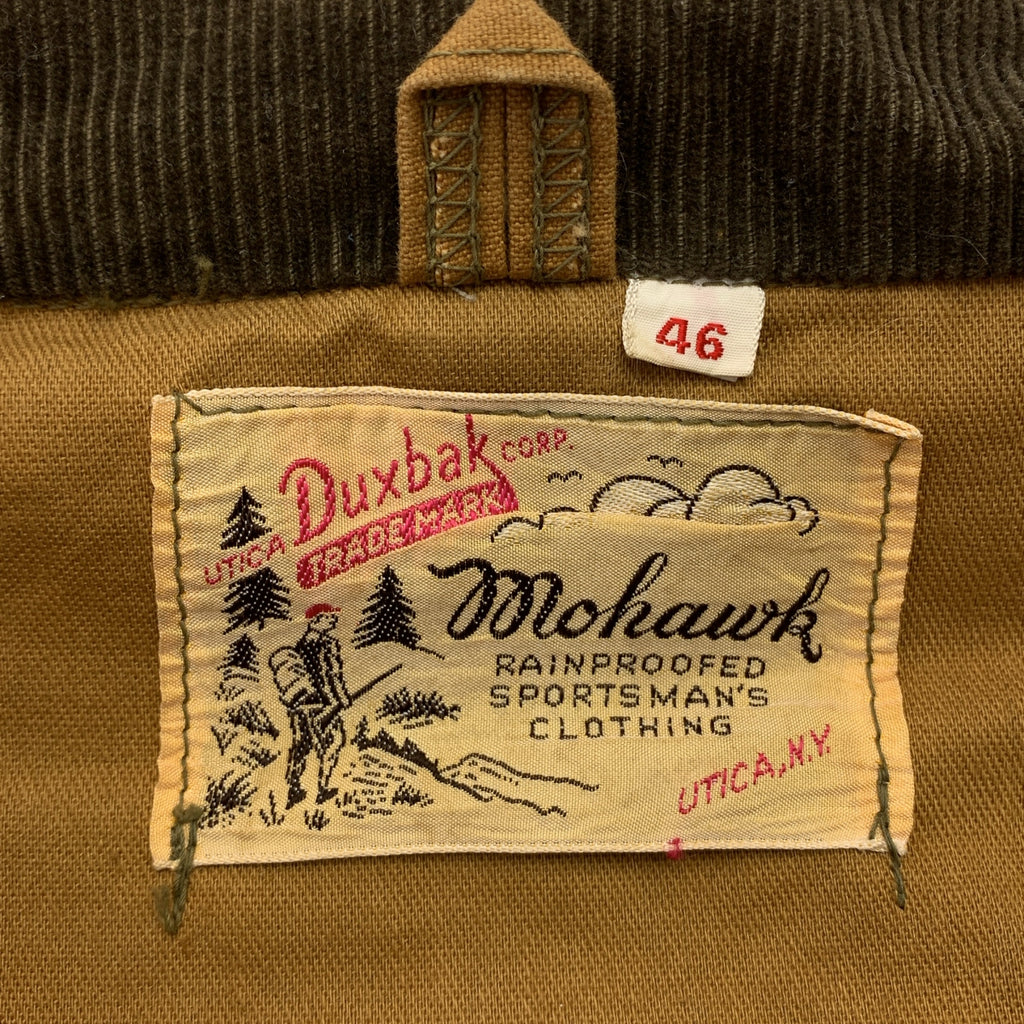 46
UTICA Duxbak CORP.
TRADE MARK
Mohawk
RAINPROOFED
SPORTSMAN'S
CLOTHING
UTICA, N.Y.